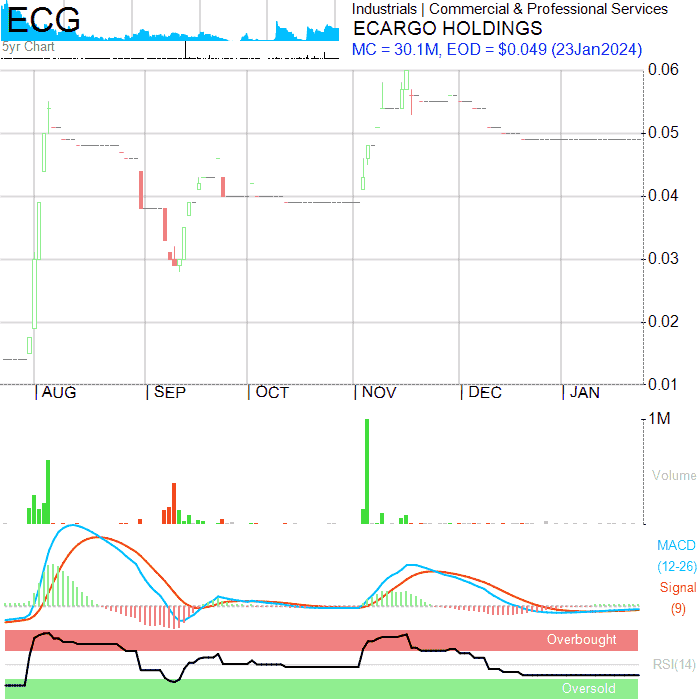 ECG
5yr Chart
Industrials | Commercial & Professional Services
ECARGO HOLDINGS
MC = 30.1M, EOD = $0.049 (23Jan2024)
0.06
0.05
0.04
0.03
0.02
0.01
| AUG | SEP | OCT | NOV | DEC | JAN
1M
Volume
MACD
(12-26)
Signal
(9)
Overbought
RSI(14)
Oversold